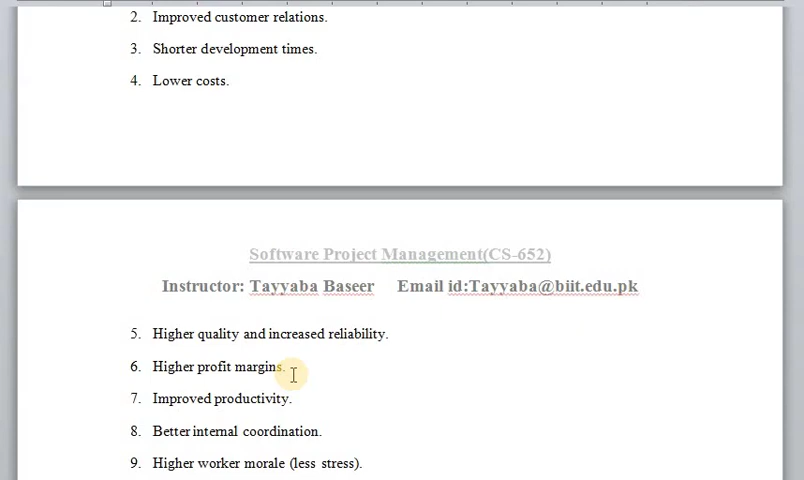 2. Improved customer relations.
3. Shorter development times.
4. Lower costs.
Software Project Management(CS-652)
Instructor: Tayyaba Baseer Email id:Tayyaba@biit.edu.pk
5. Higher quality and increased reliability.
6. Higher profit margins.
7. Improved productivity.
8. Better internal coordination.
9. Higher worker morale (less stress).